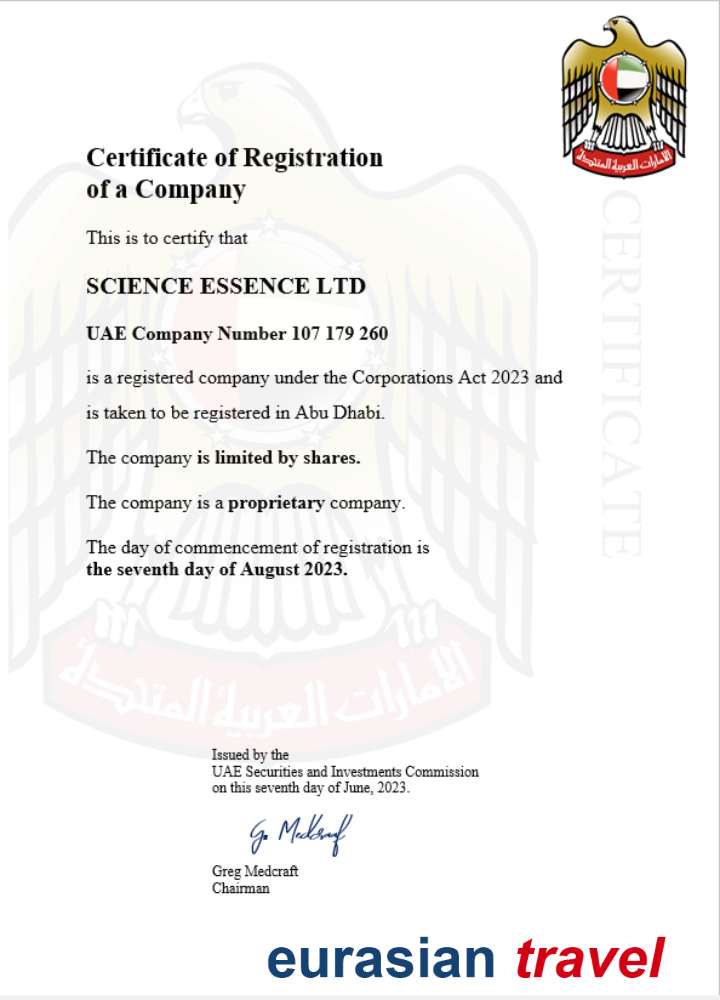 الإمارات العربية المتحدة
CERTIFICATE
Certificate of Registration
of a Company
This is to certify that
SCIENCE ESSENCE LTD
UAE Company Number 107 179 260
is a registered company under the Corporations Act 2023 and
is taken to be registered in Abu Dhabi.
The company is limited by shares.
The company is a proprietary company.
The day of commencement of registration is
the seventh day of August 2023.
الإمارات العربية المتحدة
Issued by the
UAE Securities and Investments Commission
on this seventh day of June, 2023.
G. Medcraft
Greg Medcraft
Chairman
eurasian travel